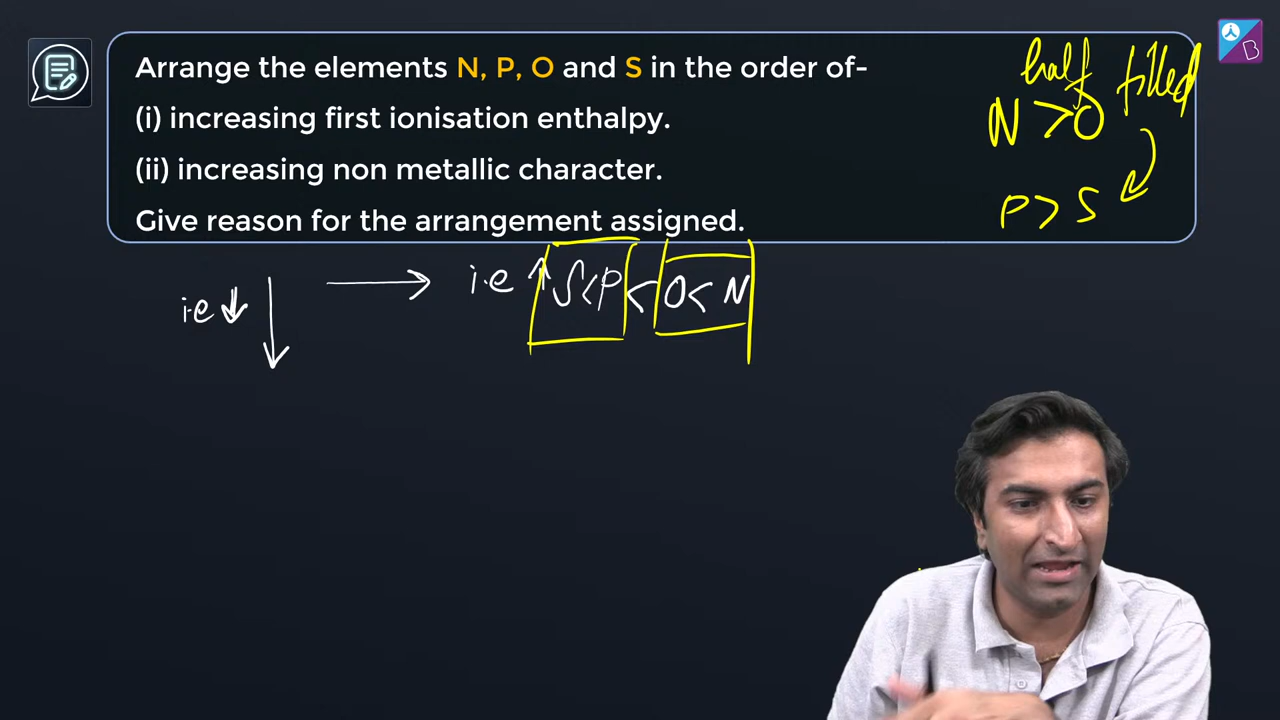 Arrange the elements N, P, O and S in the order of-
(i) increasing first ionisation enthalpy.
(ii) increasing non metallic character.
Give reason for the arrangement assigned.
half filled
N > O
P > S
i.e ↓
→ i.e ↑ S < P < O < N
B